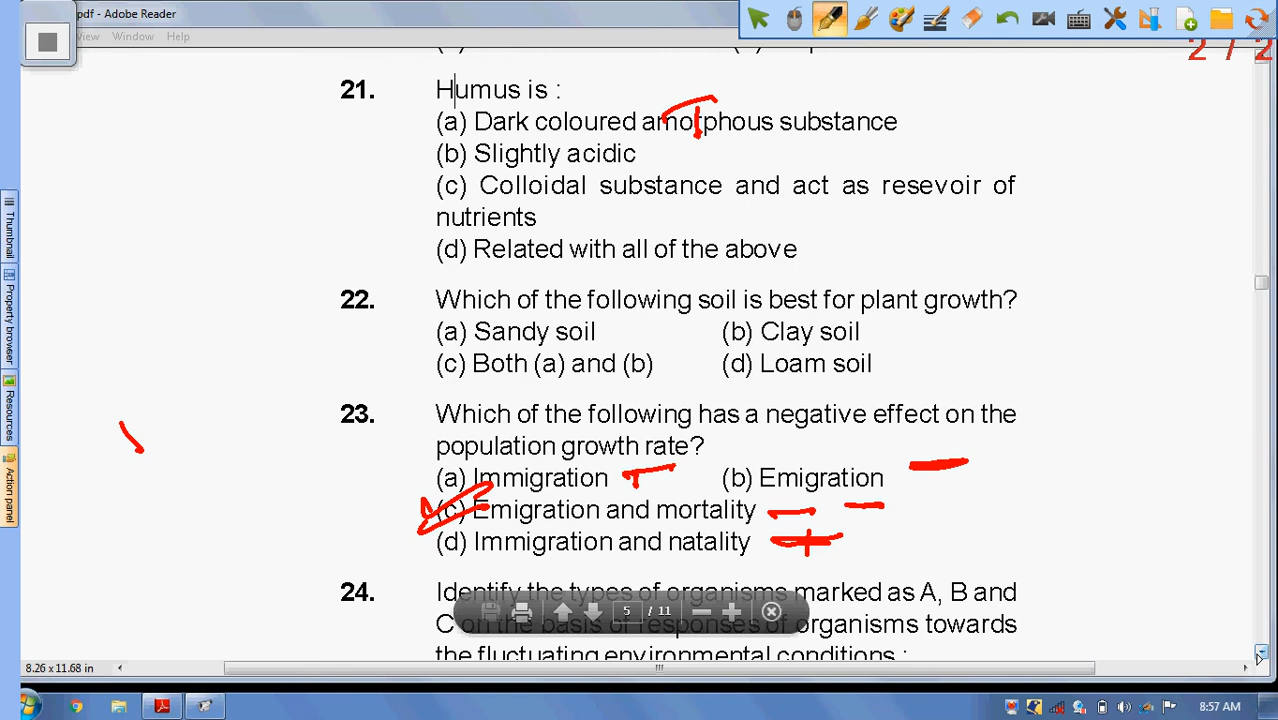 .pdf - Adobe Reader
View Window Help
2 7 2
21. Humus is :
(a) Dark coloured amorphous substance
(b) Slightly acidic
(c) Colloidal substance and act as resevoir of
nutrients
(d) Related with all of the above
22. Which of the following soil is best for plant growth?
(a) Sandy soil (b) Clay soil
(c) Both (a) and (b) (d) Loam soil
23. Which of the following has a negative effect on the
population growth rate?
(a) Immigration (b) Emigration
(c) Emigration and mortality
(d) Immigration and natality
24. Identify the types of organisms marked as A, B and
C on the basis of responses of organisms towards
the fluctuating environmental conditions :
5 / 11
Thumbnail
Property browser
Resources
Action panel
8.26 x 11.68 in
8:57 AM